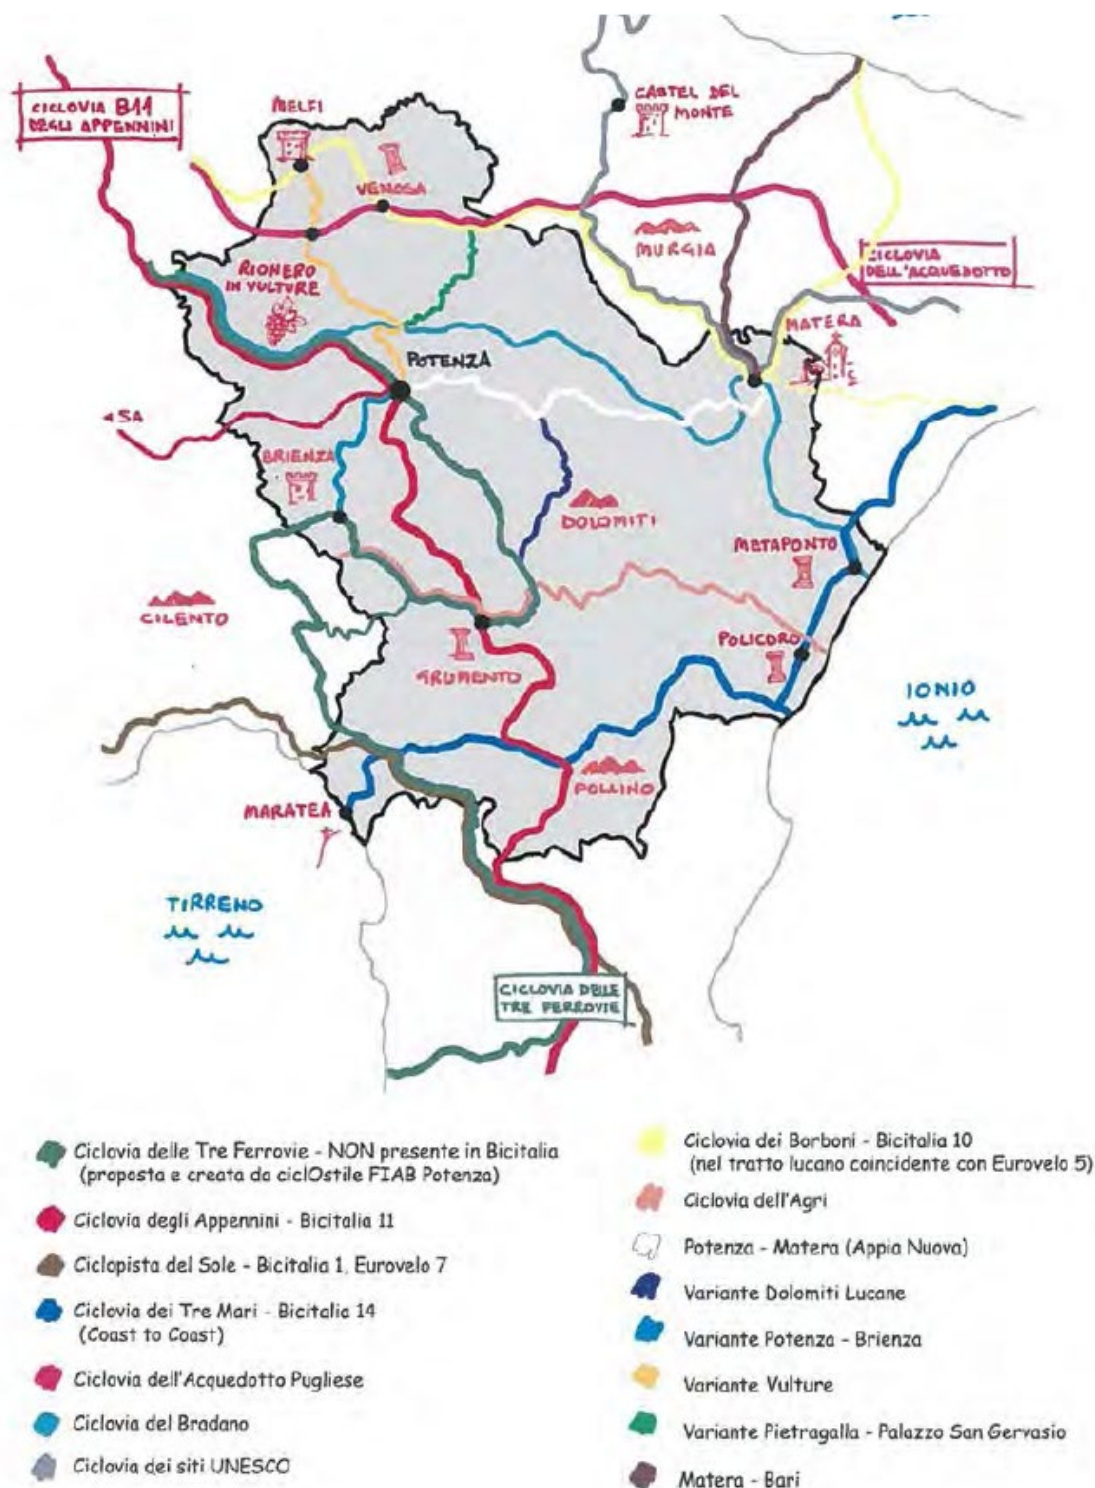 CICLOVIA B11
DEGLI APPENNINI
MELFI
CASTEL DEL
MONTE
VENOSA
MURGIA
CICLOVIA
DELL'ACQUEDOTTO
RIONERO
IN VULTURE
MATERA
POTENZA
SA
BRIENZA
DOLOMITI
METAPONTO
CILENTO
POLICORO
GRUMENTO
IONIO
POLLINO
MARATEA
TIRRENO
CICLOVIA DELLE
TRE FERROVIE
Ciclovia delle Tre Ferrovie - NON presente in Bicitalia
(proposta e creata da ciclOstile FIAB Potenza)
Ciclovia degli Appennini - Bicitalia 11
Ciclopista del Sole - Bicitalia 1, Eurovelo 7
Ciclovia dei Tre Mari - Bicitalia 14
(Coast to Coast)
Ciclovia dell'Acquedotto Pugliese
Ciclovia del Bradano
Ciclovia dei siti UNESCO
Ciclovia dei Borboni - Bicitalia 10
(nel tratto lucano coincidente con Eurovelo 5)
Ciclovia dell'Agri
Potenza - Matera (Appia Nuova)
Variante Dolomiti Lucane
Variante Potenza - Brienza
Variante Vulture
Variante Pietragalla - Palazzo San Gervasio
Matera - Bari